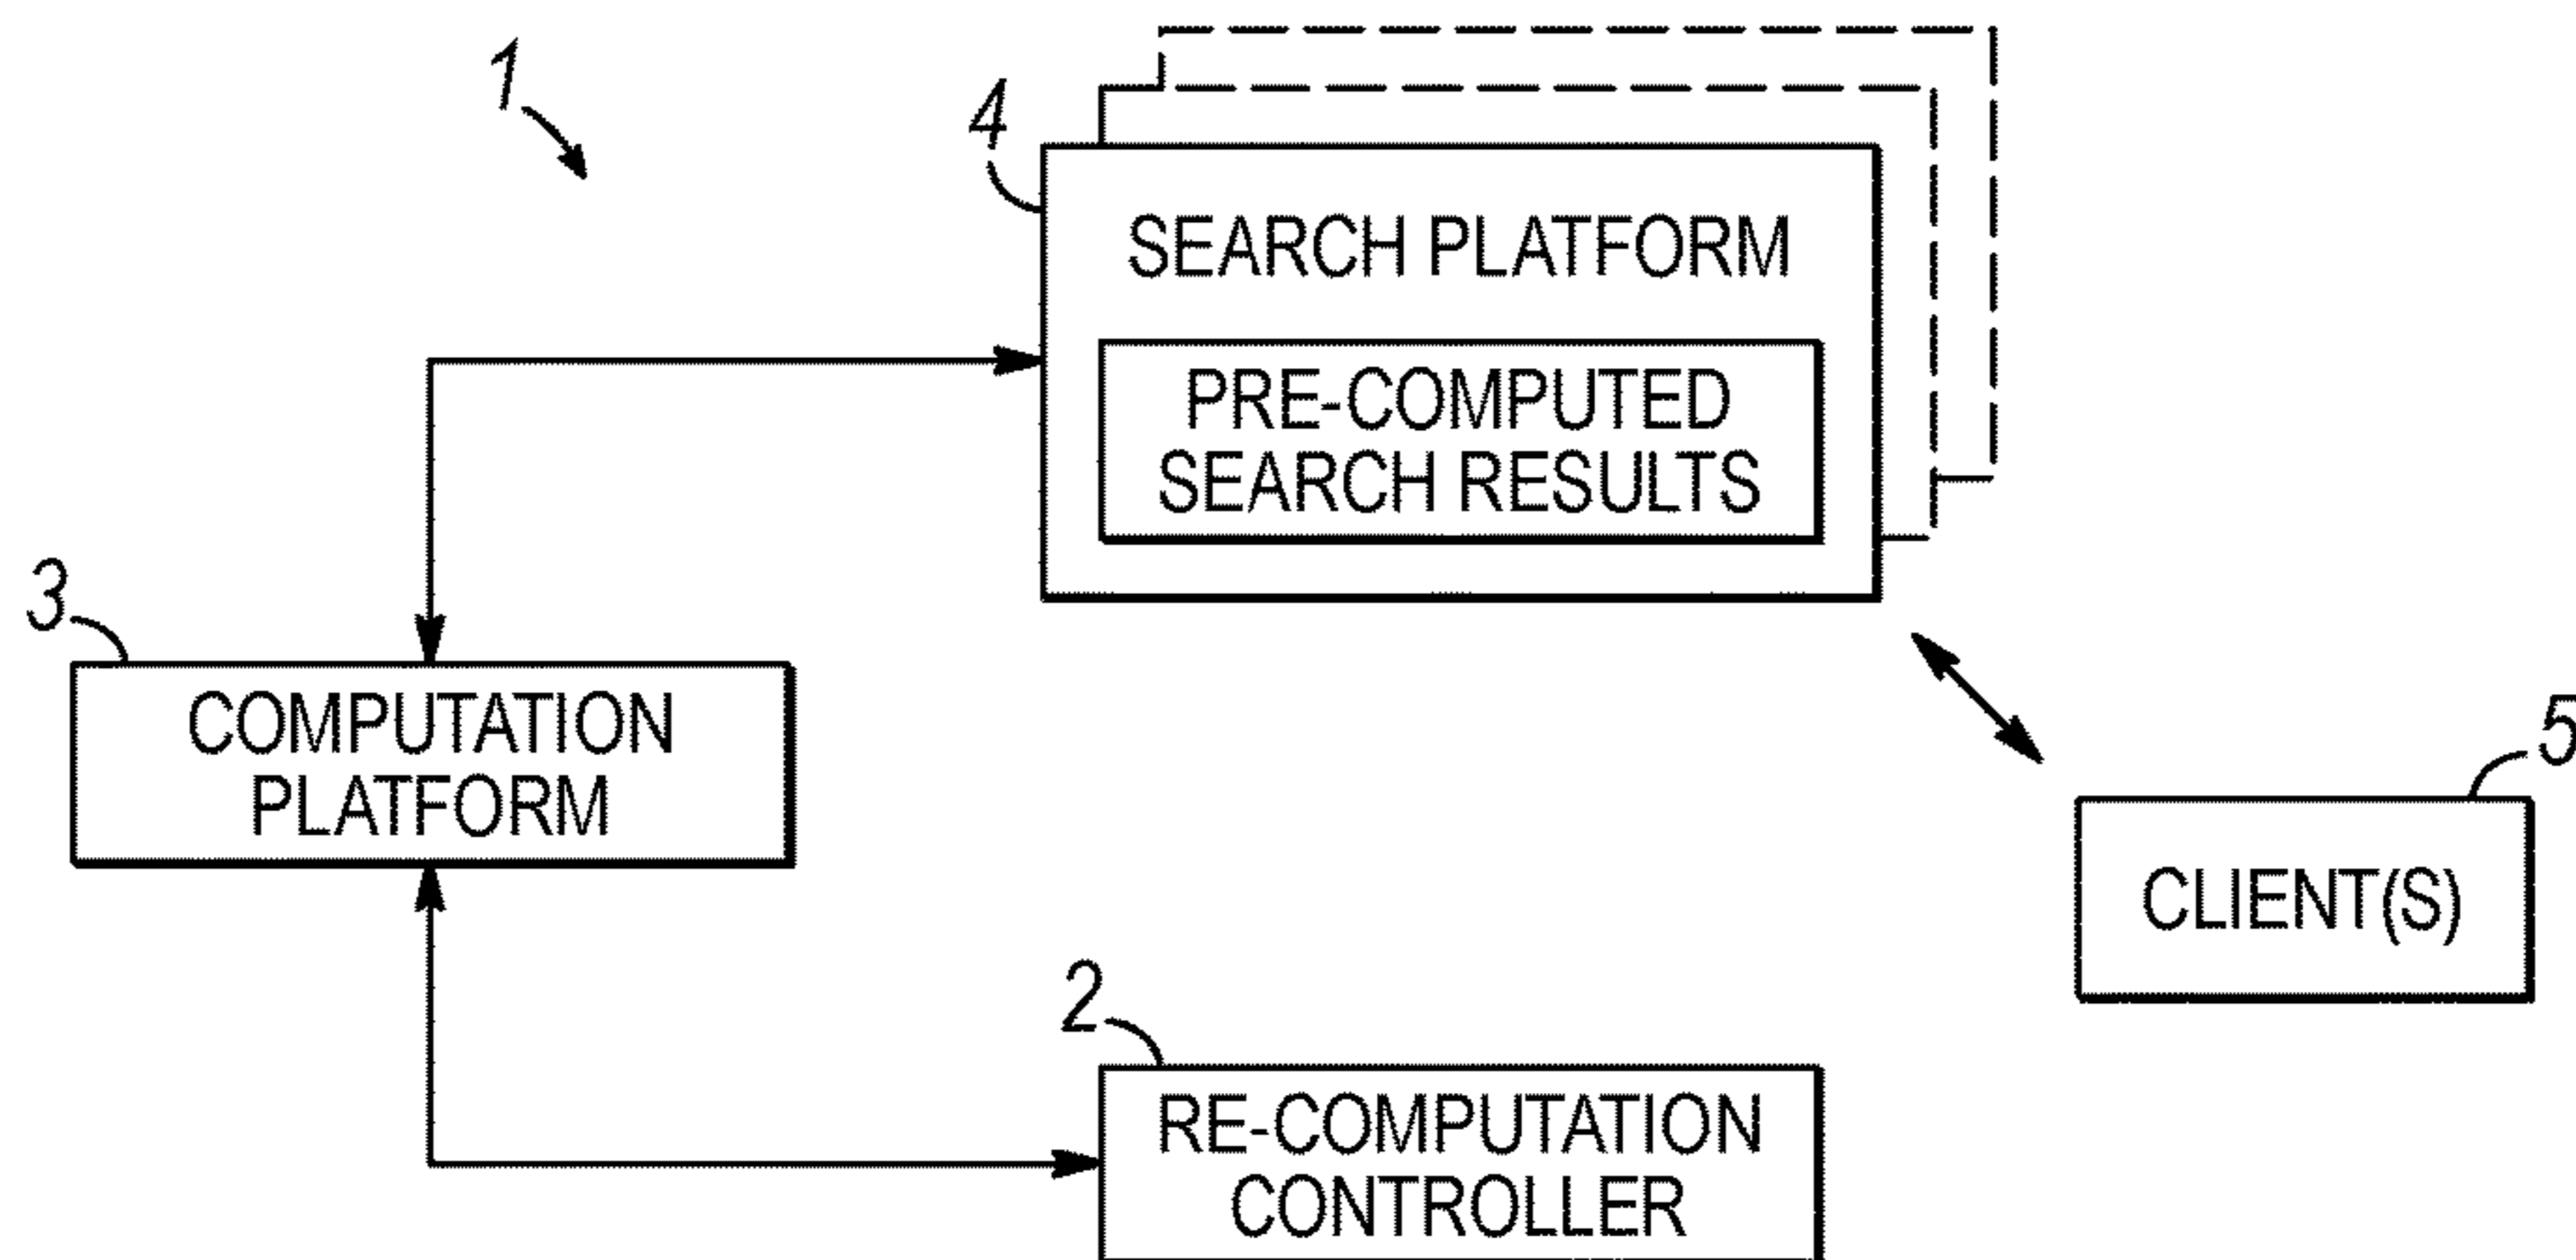 1
4
SEARCH PLATFORM
PRE-COMPUTED
SEARCH RESULTS
3
COMPUTATION
PLATFORM
5
CLIENT(S)
2
RE-COMPUTATION
CONTROLLER